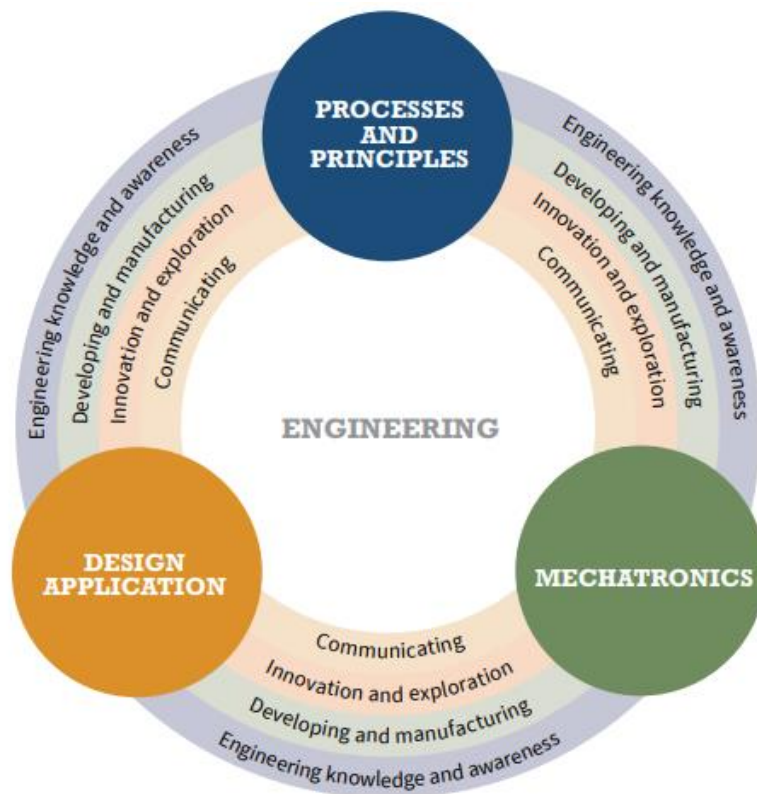 PROCESSES
AND
PRINCIPLES
Engineering knowledge and awareness
Developing and manufacturing
Innovation and exploration
Communicating
Engineering knowledge and awareness
Developing and manufacturing
Innovation and exploration
Communicating
ENGINEERING
DESIGN
APPLICATION
MECHATRONICS
Communicating
Innovation and exploration
Developing and manufacturing
Engineering knowledge and awareness